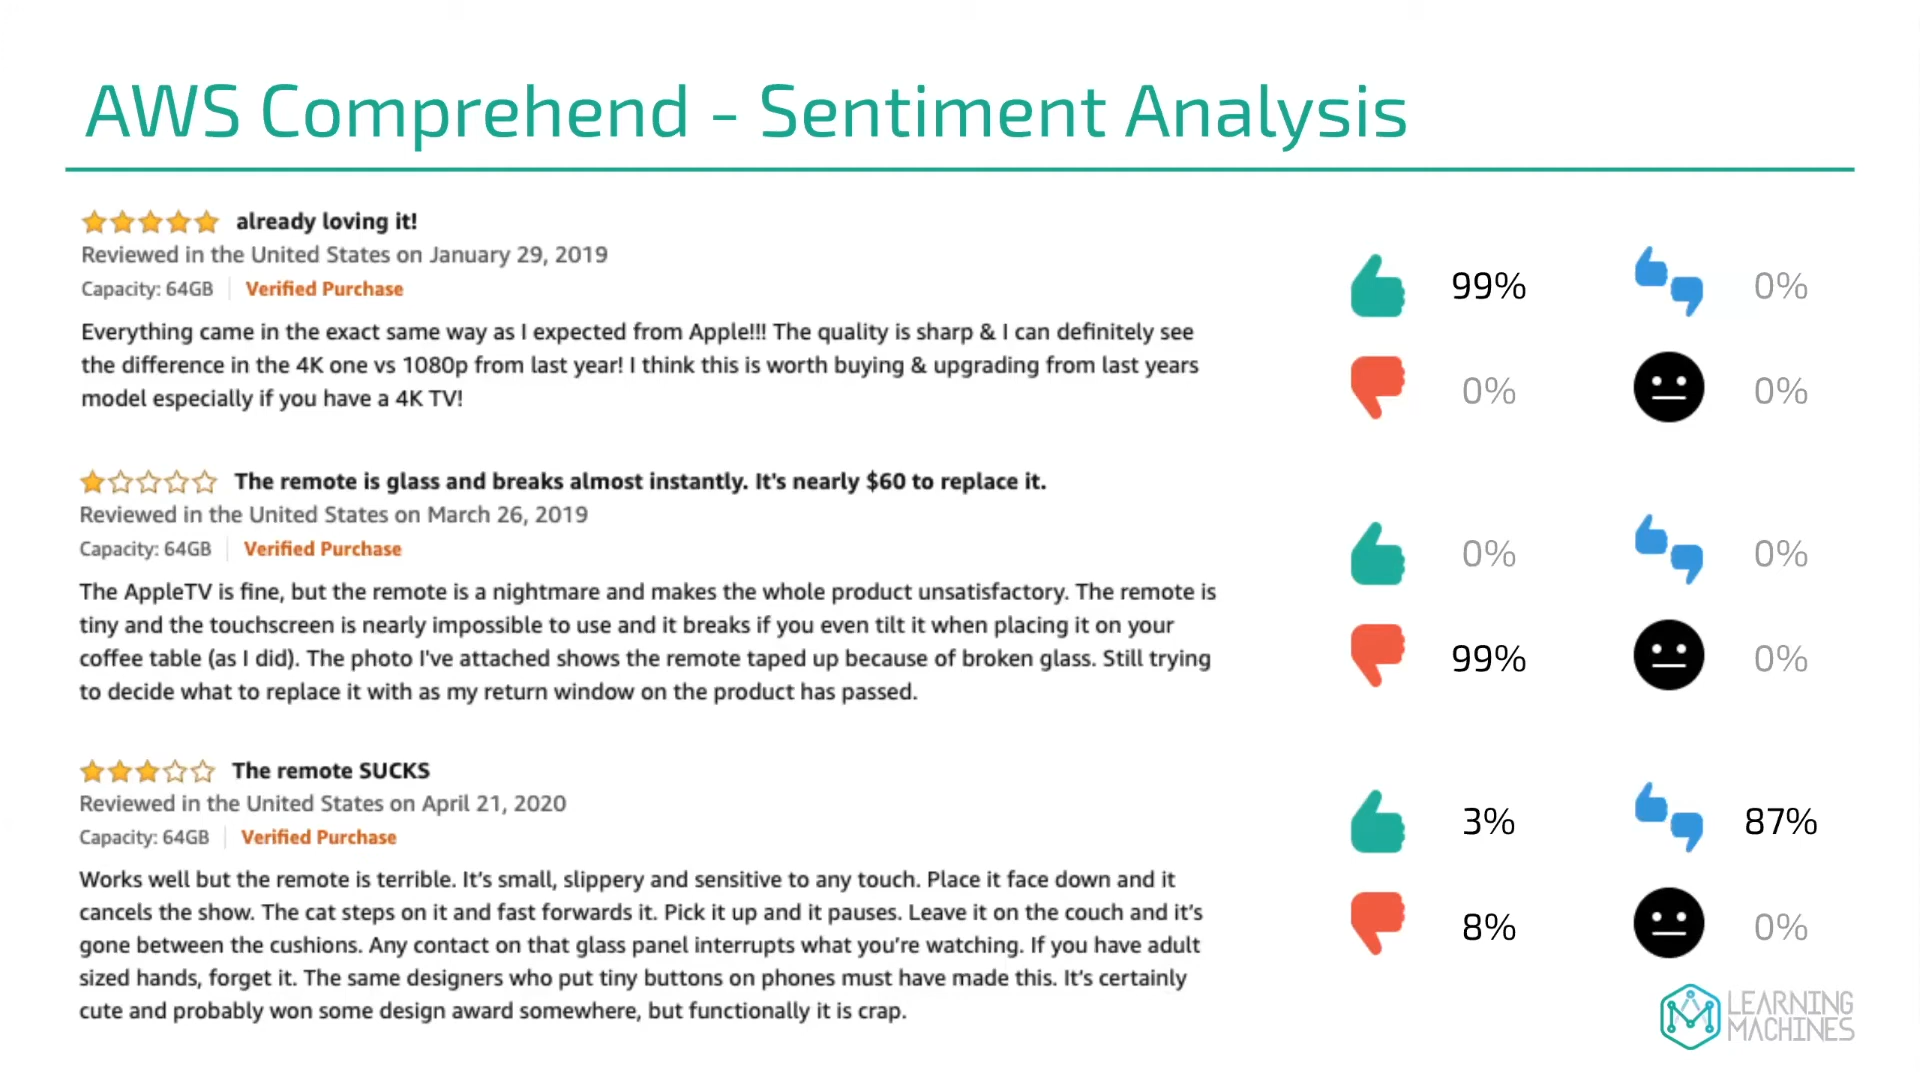 AWS Comprehend - Sentiment Analysis
already loving it!
Reviewed in the United States on January 29, 2019
Capacity: 64GB Verified Purchase
Everything came in the exact same way as I expected from Apple!!! The quality is sharp & I can definitely see
the difference in the 4K one vs 1080p from last year! I think this is worth buying & upgrading from last years
model especially if you have a 4K TV!
99% 0%
0% 0%
The remote is glass and breaks almost instantly. It's nearly $60 to replace it.
Reviewed in the United States on March 26, 2019
Capacity: 64GB Verified Purchase
The AppleTV is fine, but the remote is a nightmare and makes the whole product unsatisfactory. The remote is
tiny and the touchscreen is nearly impossible to use and it breaks if you even tilt it when placing it on your
coffee table (as I did). The photo I've attached shows the remote taped up because of broken glass. Still trying
to decide what to replace it with as my return window on the product has passed.
0% 0%
99% 0%
The remote SUCKS
Reviewed in the United States on April 21, 2020
Capacity: 64GB Verified Purchase
Works well but the remote is terrible. It’s small, slippery and sensitive to any touch. Place it face down and it
cancels the show. The cat steps on it and fast forwards it. Pick it up and it pauses. Leave it on the couch and it’s
gone between the cushions. Any contact on that glass panel interrupts what you’re watching. If you have adult
sized hands, forget it. The same designers who put tiny buttons on phones must have made this. It’s certainly
cute and probably won some design award somewhere, but functionally it is crap.
3% 87%
8% 0%
LEARNING
MACHINES